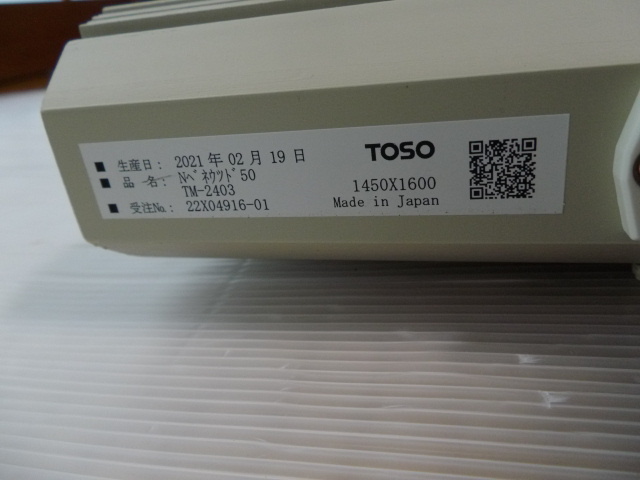 ■ 生産日： 2021 年 02 月 19 日
■ 品　名： Nﾍﾞﾈｳｯﾄﾞ50
TM-2403
■ 受注No.： 22X04916-01
TOSO
1450X1600
Made in Japan